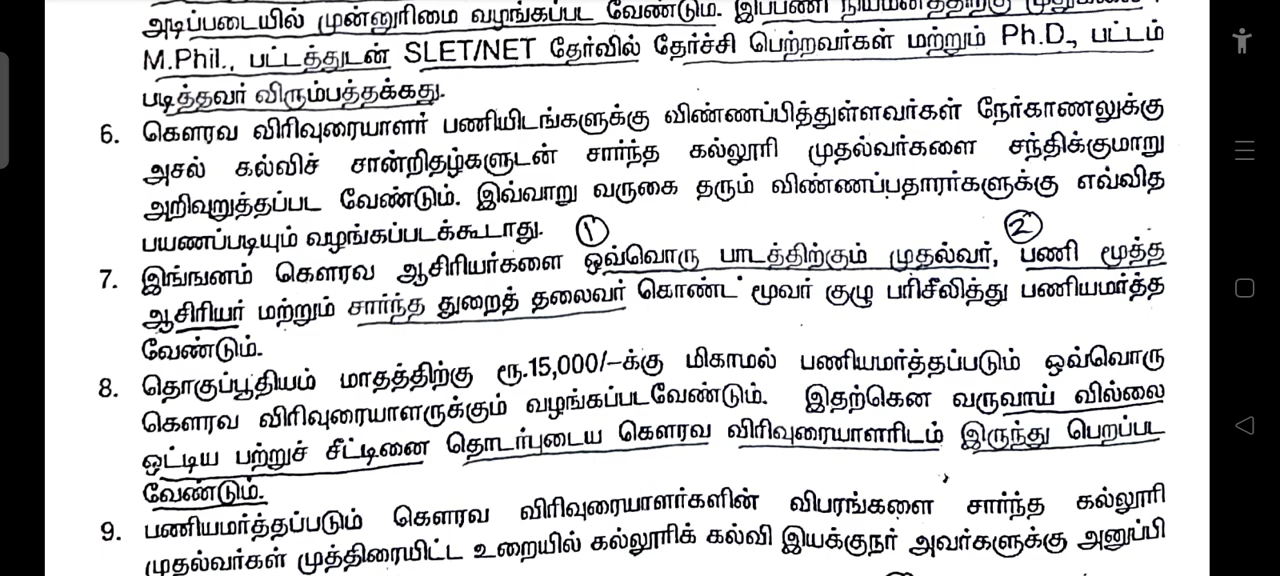 அடிப்படையில் முன்னுரிமை வழங்கப்பட வேண்டும். இப்பணி நியமனத்திற்கு
M.Phil., பட்டத்துடன் SLET/NET தேர்வில் தேர்ச்சி பெற்றவர்கள் மற்றும் Ph.D., பட்டம்
படித்தவர் விரும்பத்தக்கது.
6. கௌரவ விரிவுரையாளர் பணியிடங்களுக்கு விண்ணப்பித்துள்ளவர்கள் நேர்காணலுக்கு
அசல் கல்விச் சான்றிதழ்களுடன் சார்ந்த கல்லூரி முதல்வர்களை சந்திக்குமாறு
அறிவுறுத்தப்பட வேண்டும். இவ்வாறு வருகை தரும் விண்ணப்பதாரர்களுக்கு எவ்வித
பயணப்படியும் வழங்கப்படக்கூடாது. 1 2
7. இங்ஙனம் கௌரவ ஆசிரியர்களை ஒவ்வொரு பாடத்திற்கும் முதல்வர், பணி மூத்த
ஆசிரியர் மற்றும் சார்ந்த துறைத் தலைவர் கொண்ட மூவர் குழு பரிசீலித்து பணியமர்த்த
வேண்டும்.
8. தொகுப்பூதியம் மாதத்திற்கு ரூ.15,000/-க்கு மிகாமல் பணியமர்த்தப்படும் ஒவ்வொரு
கௌரவ விரிவுரையாளருக்கும் வழங்கப்படவேண்டும். இதற்கென வருவாய் வில்லை
ஒட்டிய பற்றுச் சீட்டினை தொடர்புடைய கௌரவ விரிவுரையாளரிடம் இருந்து பெறப்பட
வேண்டும்.
9. பணியமர்த்தப்படும் கௌரவ விரிவுரையாளர்களின் விபரங்களை சார்ந்த கல்லூரி
முதல்வர்கள் முத்திரையிட்ட உறையில் கல்லூரிக் கல்வி இயக்குநர் அவர்களுக்கு அனுப்பி